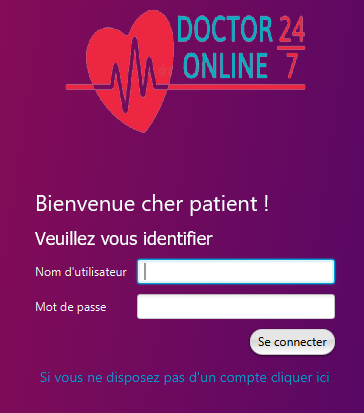 DOCTOR 24
ONLINE 7
Bienvenue cher patient !
Veuillez vous identifier
Nom d'utilisateur
Mot de passe
Se connecter
Si vous ne disposez pas d'un compte cliquer ici